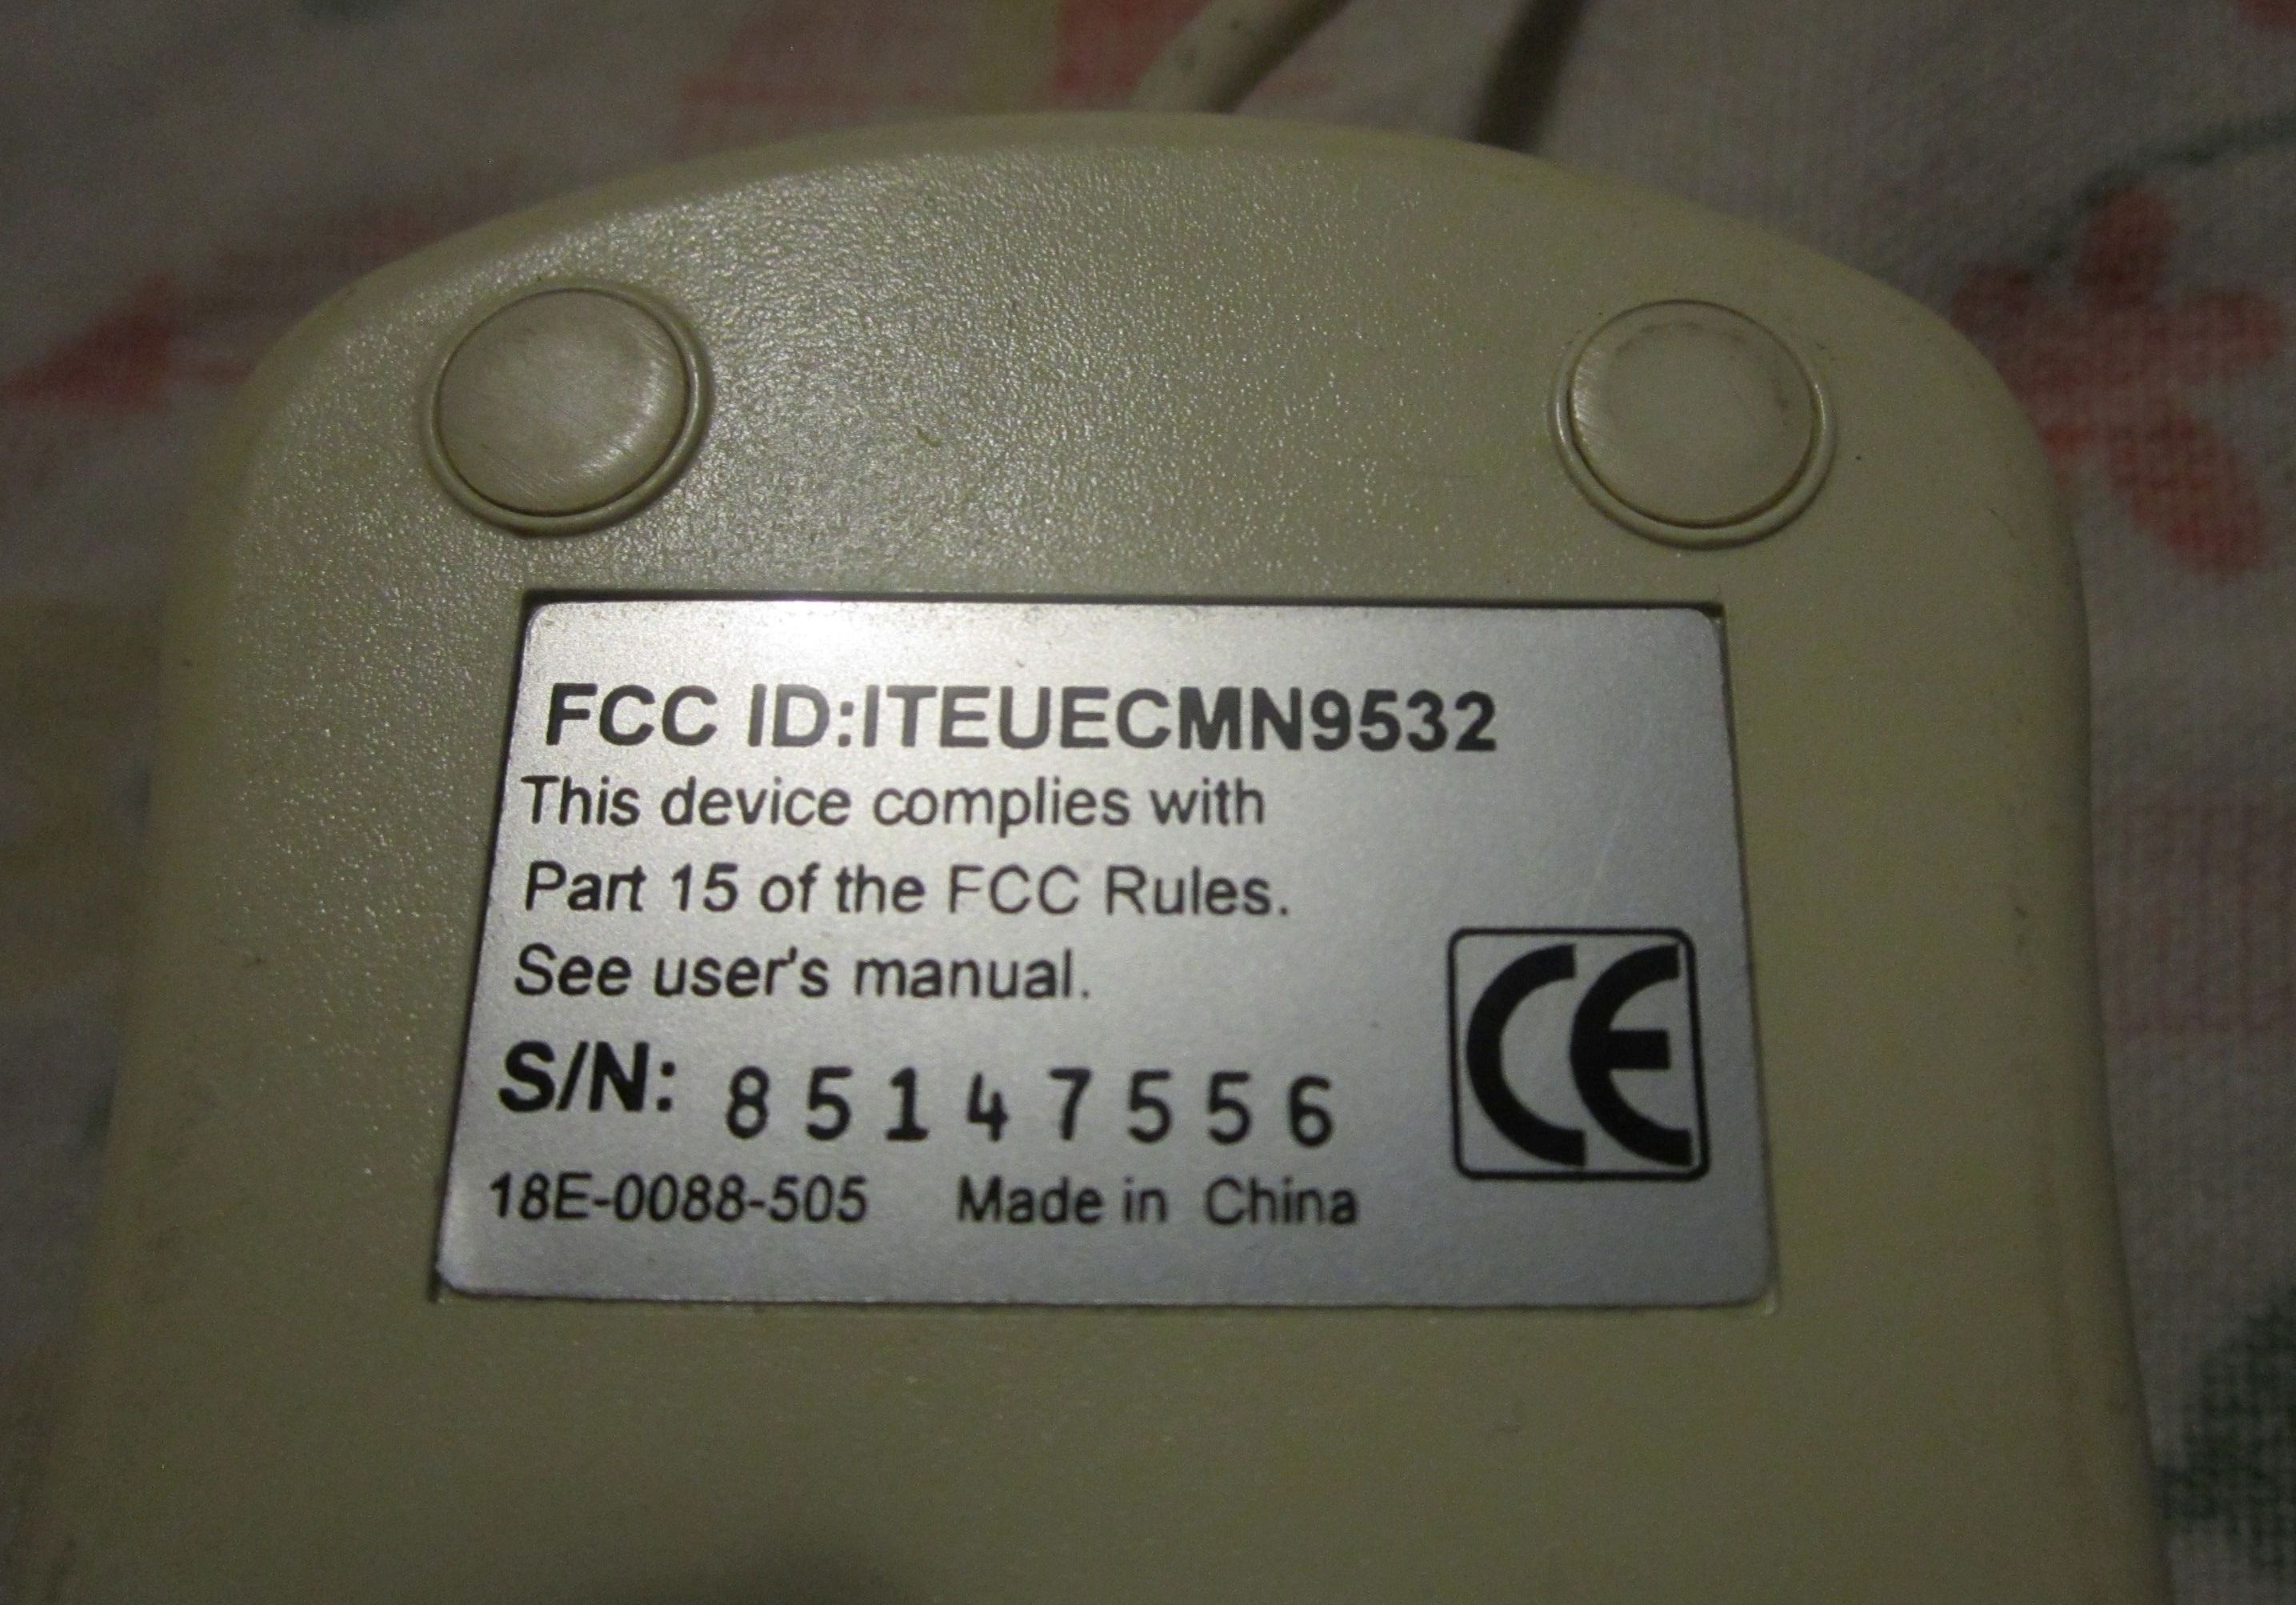 FCC ID:ITEUECMN9532
This device complies with
Part 15 of the FCC Rules.
See user's manual.
CE
S/N: 85147556
18E-0088-505 Made in China